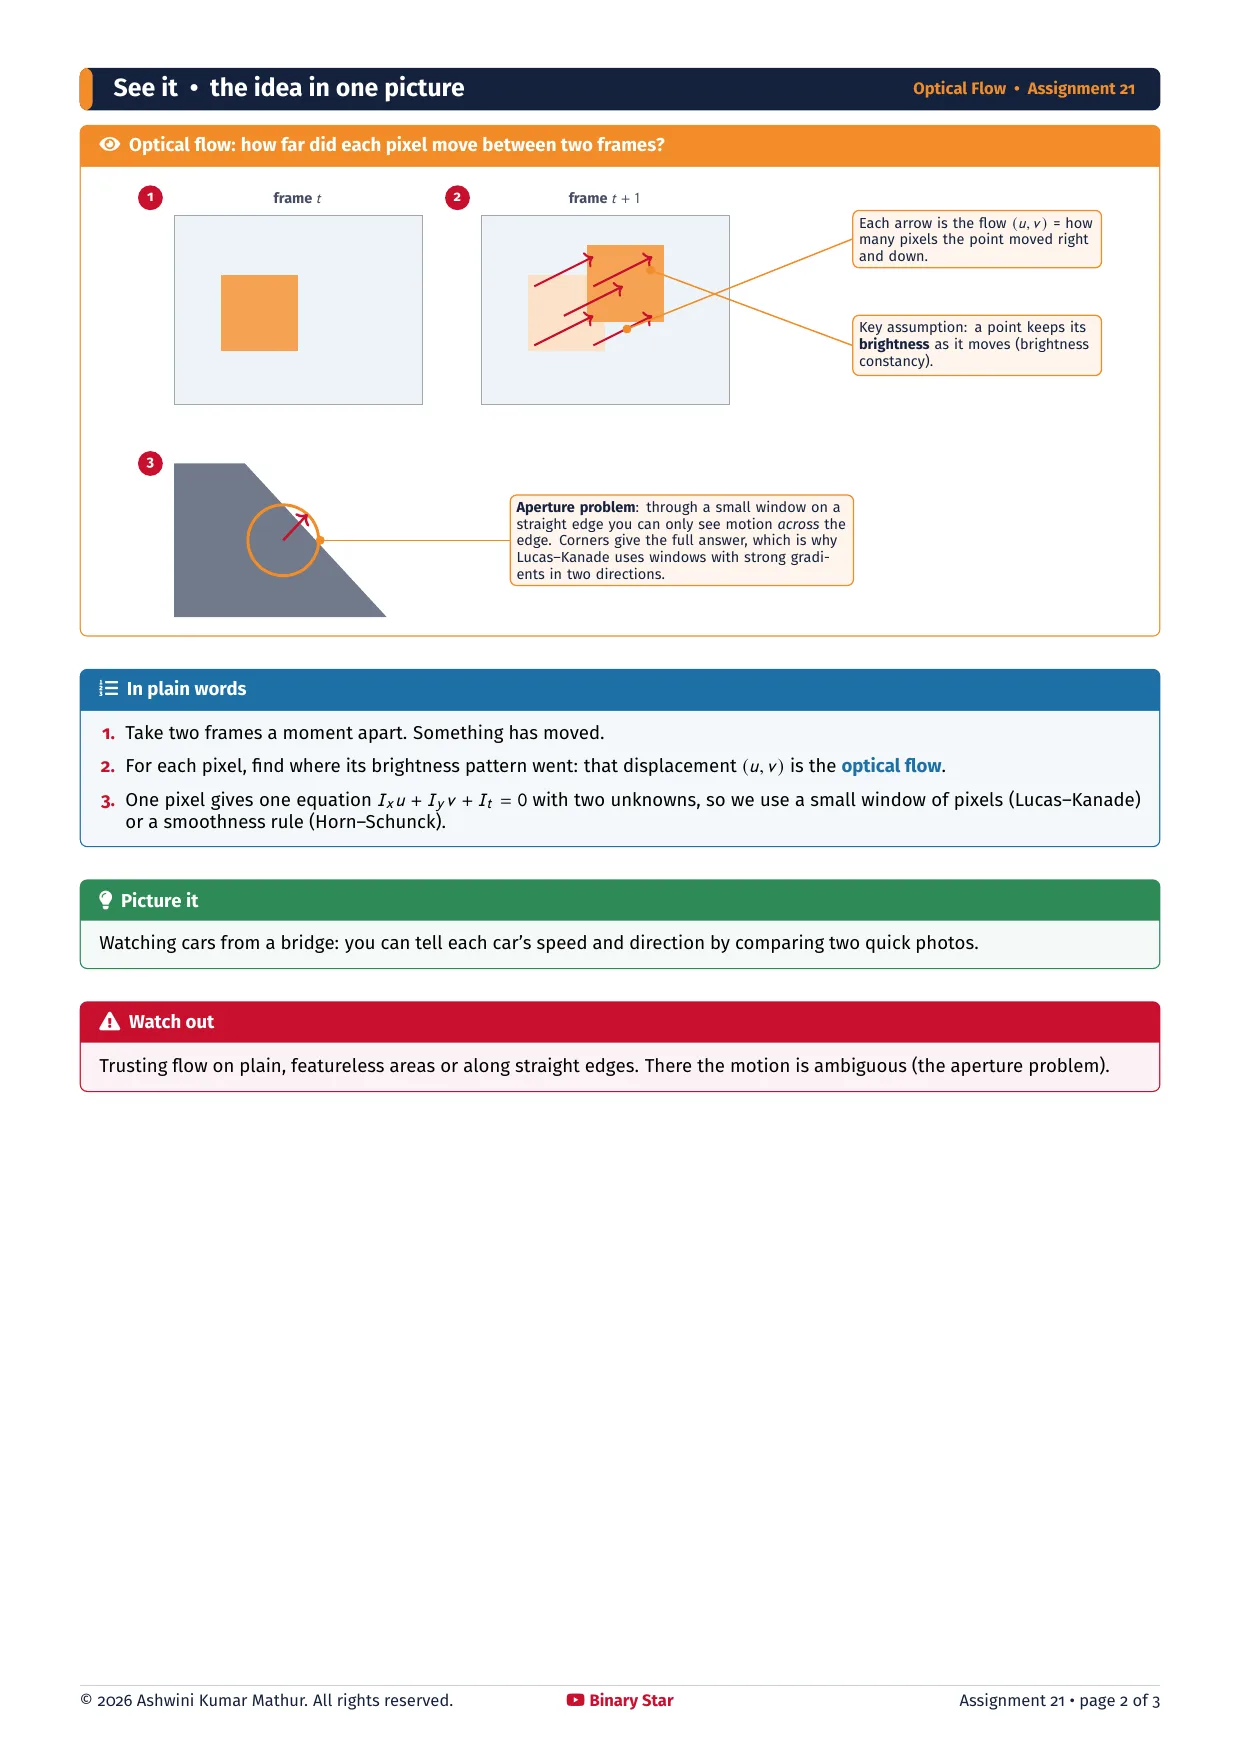 See it • the idea in one picture
Optical Flow • Assignment 21
Optical flow: how far did each pixel move between two frames?
1
frame t
2
frame t + 1
Each arrow is the flow (u, v) = how
many pixels the point moved right
and down.
Key assumption: a point keeps its
brightness as it moves (brightness
constancy).
3
Aperture problem: through a small window on a
straight edge you can only see motion across the
edge. Corners give the full answer, which is why
Lucas–Kanade uses windows with strong gradi-
ents in two directions.
In plain words
1. Take two frames a moment apart. Something has moved.
2. For each pixel, find where its brightness pattern went: that displacement (u, v) is the optical flow.
3. One pixel gives one equation Iₓu + I_y v + I_t = 0 with two unknowns, so we use a small window of pixels (Lucas–Kanade)
or a smoothness rule (Horn–Schunck).
Picture it
Watching cars from a bridge: you can tell each car's speed and direction by comparing two quick photos.
Watch out
Trusting flow on plain, featureless areas or along straight edges. There the motion is ambiguous (the aperture problem).
© 2026 Ashwini Kumar Mathur. All rights reserved.
Binary Star
Assignment 21 • page 2 of 3